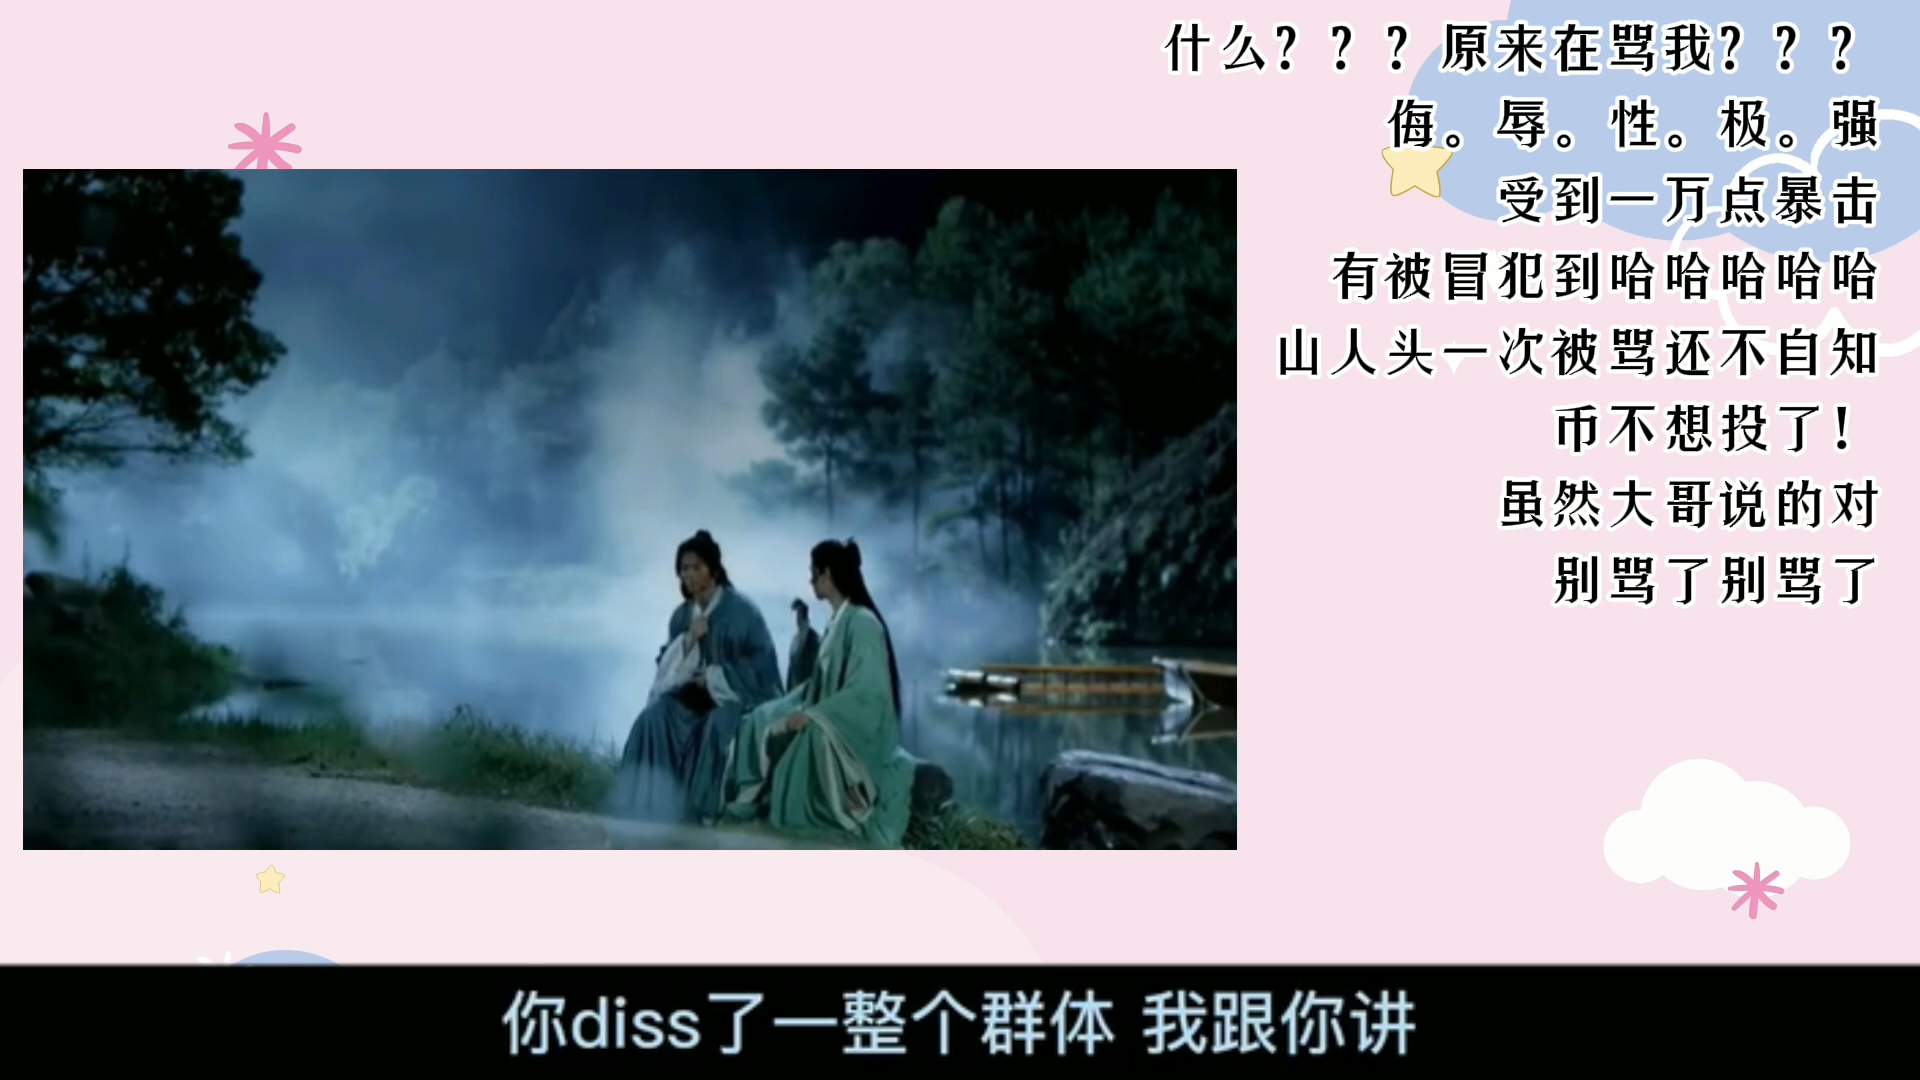 什么？？？原来在骂我？？？
侮。辱。性。极。强
受到一万点暴击
有被冒犯到哈哈哈哈哈
山人头一次被骂还不自知
币不想投了！
虽然大哥说的对
别骂了别骂了
你diss了一整个群体 我跟你讲